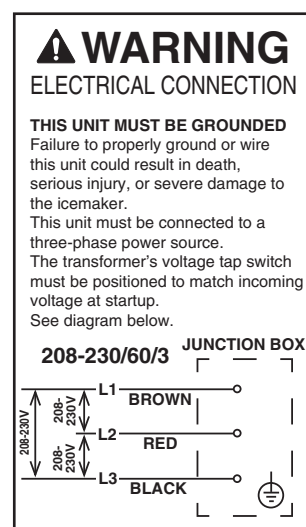 WARNING
ELECTRICAL CONNECTION
THIS UNIT MUST BE GROUNDED
Failure to properly ground or wire
this unit could result in death,
serious injury, or severe damage to
the icemaker.
This unit must be connected to a
three-phase power source.
The transformer's voltage tap switch
must be positioned to match incoming
voltage at startup.
See diagram below.
208-230/60/3
JUNCTION BOX
L1
BROWN
208-230V
208-
230V
L2
RED
208-
230V
L3
BLACK